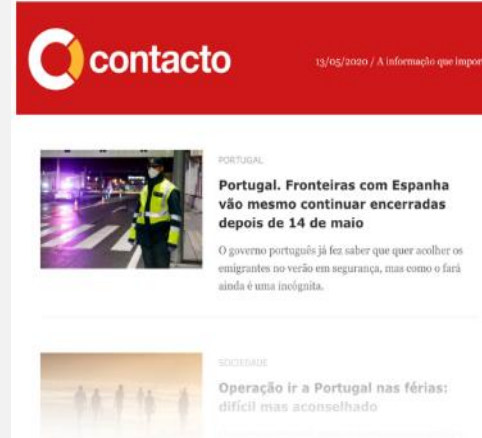 contacto
13/05/2020 / A informação que impor
PORTUGAL
Portugal. Fronteiras com Espanha
vão mesmo continuar encerradas
depois de 14 de maio
O governo português já fez saber que quer acolher os
emigrantes no verão em segurança, mas como o fará
ainda é uma incógnita.
SOCIEDADE
Operação ir a Portugal nas férias:
difícil mas aconselhado